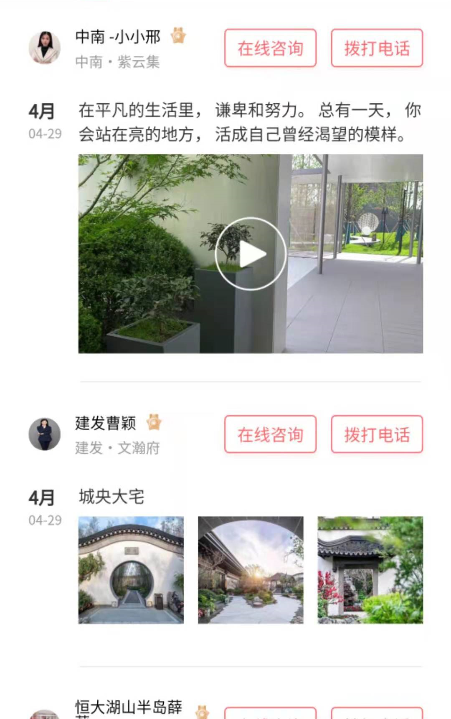 中南 -小小邢
中南·紫云集
在线咨询
拨打电话
4月
04-29
在平凡的生活里， 谦卑和努力。 总有一天， 你
会站在亮的地方， 活成自己曾经渴望的模样。
建发曹颖
建发·文瀚府
在线咨询
拨打电话
4月
04-29
城央大宅
恒大湖山半岛薛